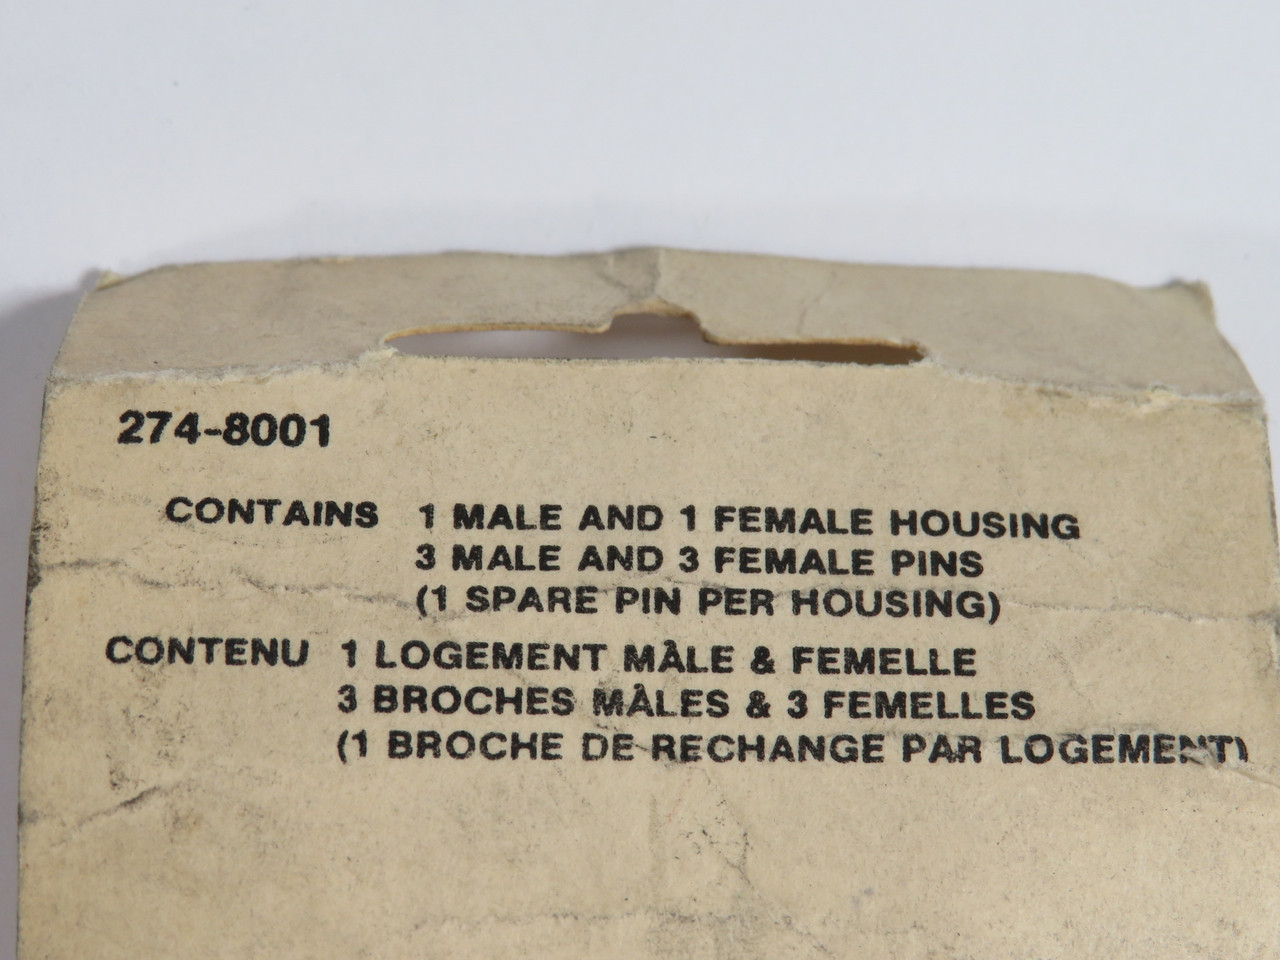 274-8001
CONTAINS 1 MALE AND 1 FEMALE HOUSING
3 MALE AND 3 FEMALE PINS
(1 SPARE PIN PER HOUSING)
CONTENU 1 LOGEMENT MÂLE & FEMELLE
3 BROCHES MÂLES & 3 FEMELLES
(1 BROCHE DE RECHANGE PAR LOGEMENT)